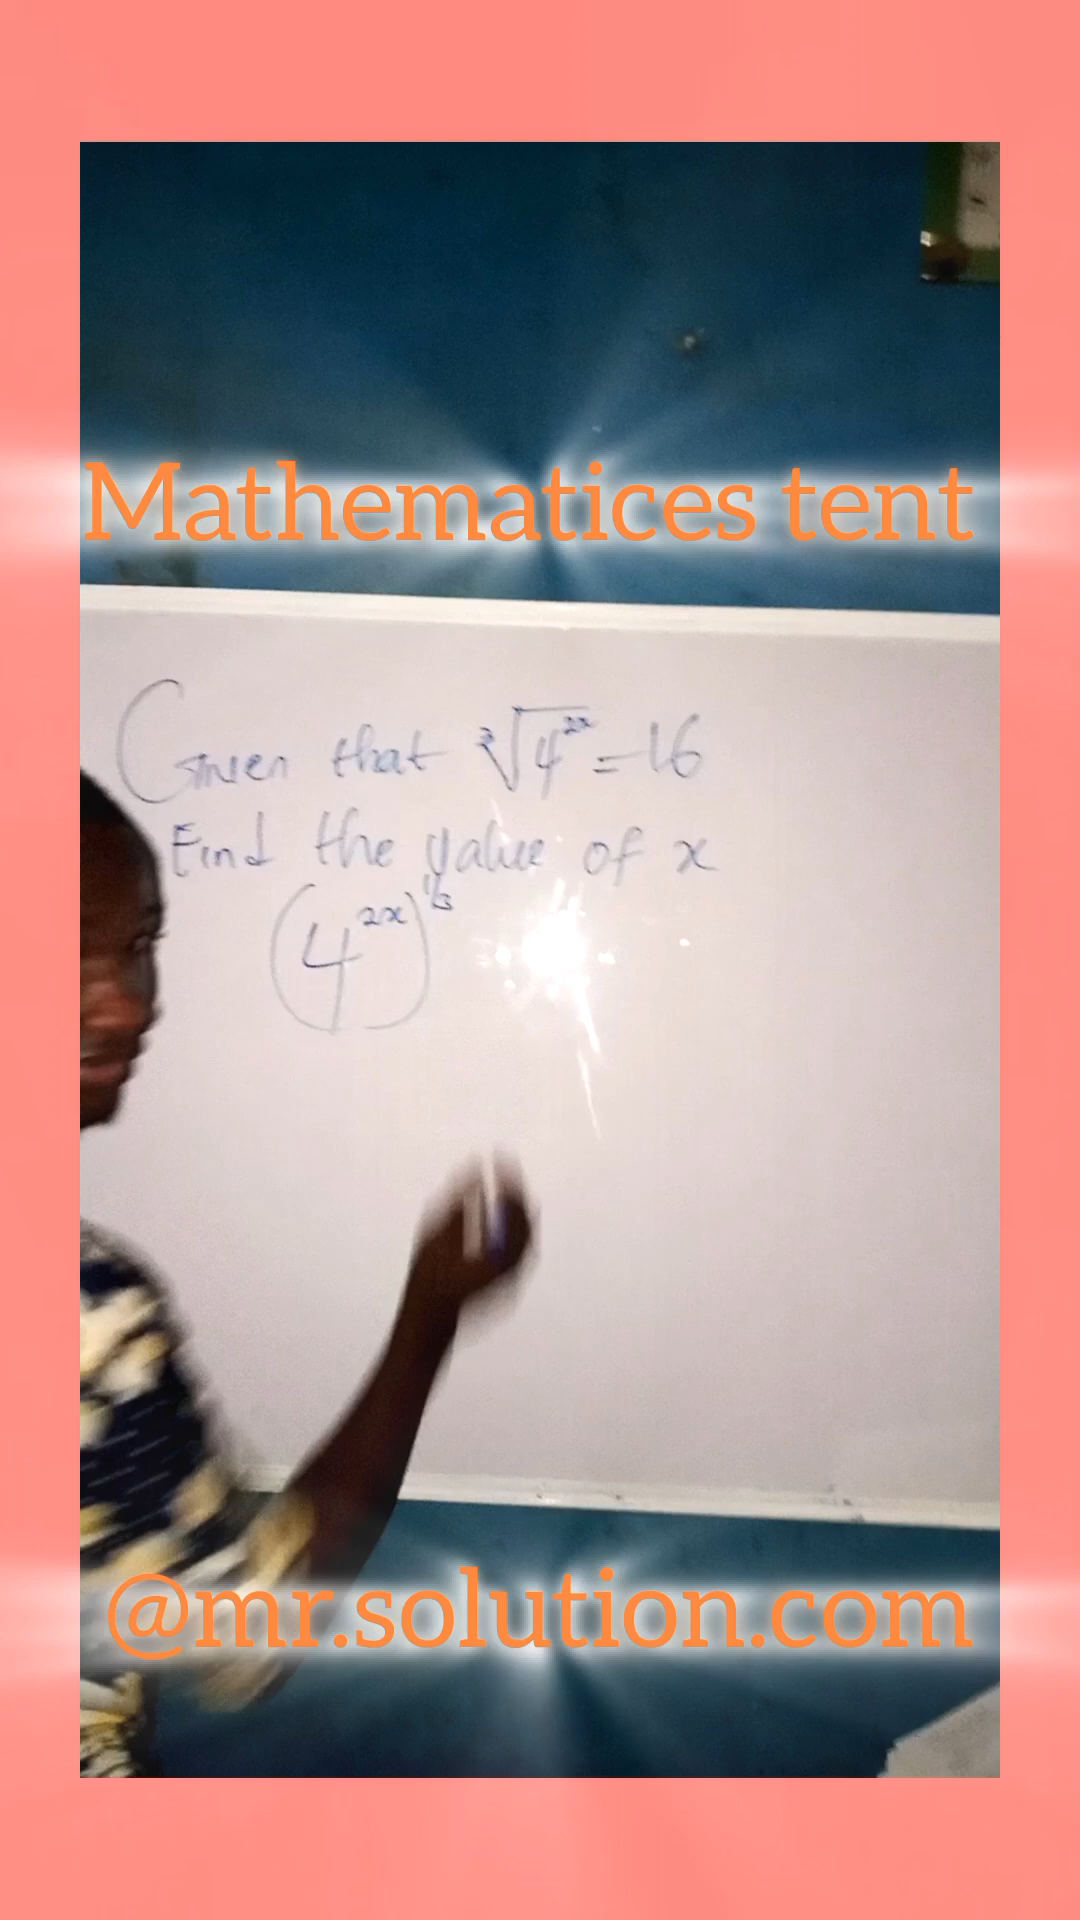 Mathematices tent
Given that ∛4^2x = 16
Find the value of x
(4^2x)^1/3
@mr.solution.com